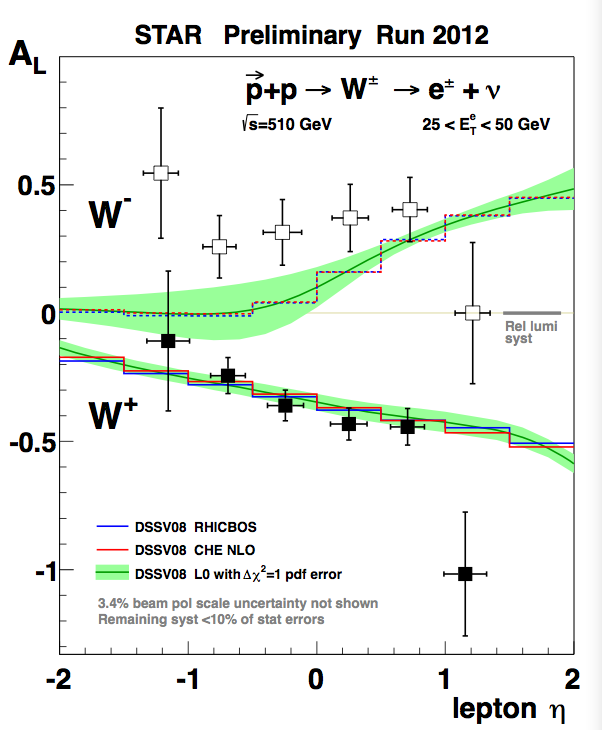 STAR Preliminary Run 2012
A_L
p⃗+p → W± → e± + ν
√s=510 GeV 25 < E_T^e < 50 GeV
0.5
W-
0
Rel lumi
syst
W+
-0.5
DSSV08 RHICBOS
DSSV08 CHE NLO
DSSV08 L0 with Δχ²=1 pdf error
-1
3.4% beam pol scale uncertainty not shown
Remaining syst <10% of stat errors
-2 -1 0 1 2
lepton η